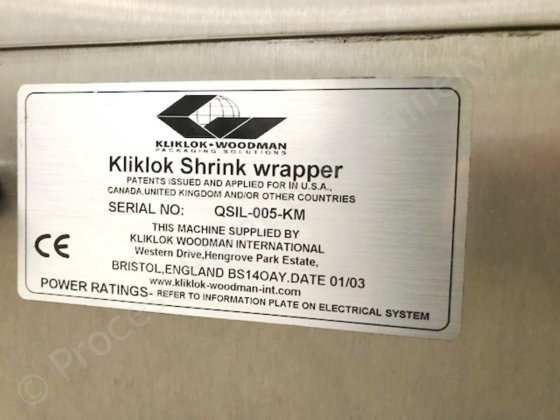 KLIKLOK-WOODMAN
PACKAGING SOLUTIONS
Kliklok Shrink wrapper
PATENTS ISSUED AND APPLIED FOR IN U.S.A.,
CANADA,UNITED KINGDOM AND/OR OTHER COUNTRIES
SERIAL NO: QSIL-005-KM
THIS MACHINE SUPPLIED BY
KLIKLOK WOODMAN INTERNATIONAL
Western Drive,Hengrove Park Estate,
CE
BRISTOL,ENGLAND BS14OAY.DATE 01/03
www.kliklok-woodman-int.com
POWER RATINGS- REFER TO INFORMATION PLATE ON ELECTRICAL SYSTEM